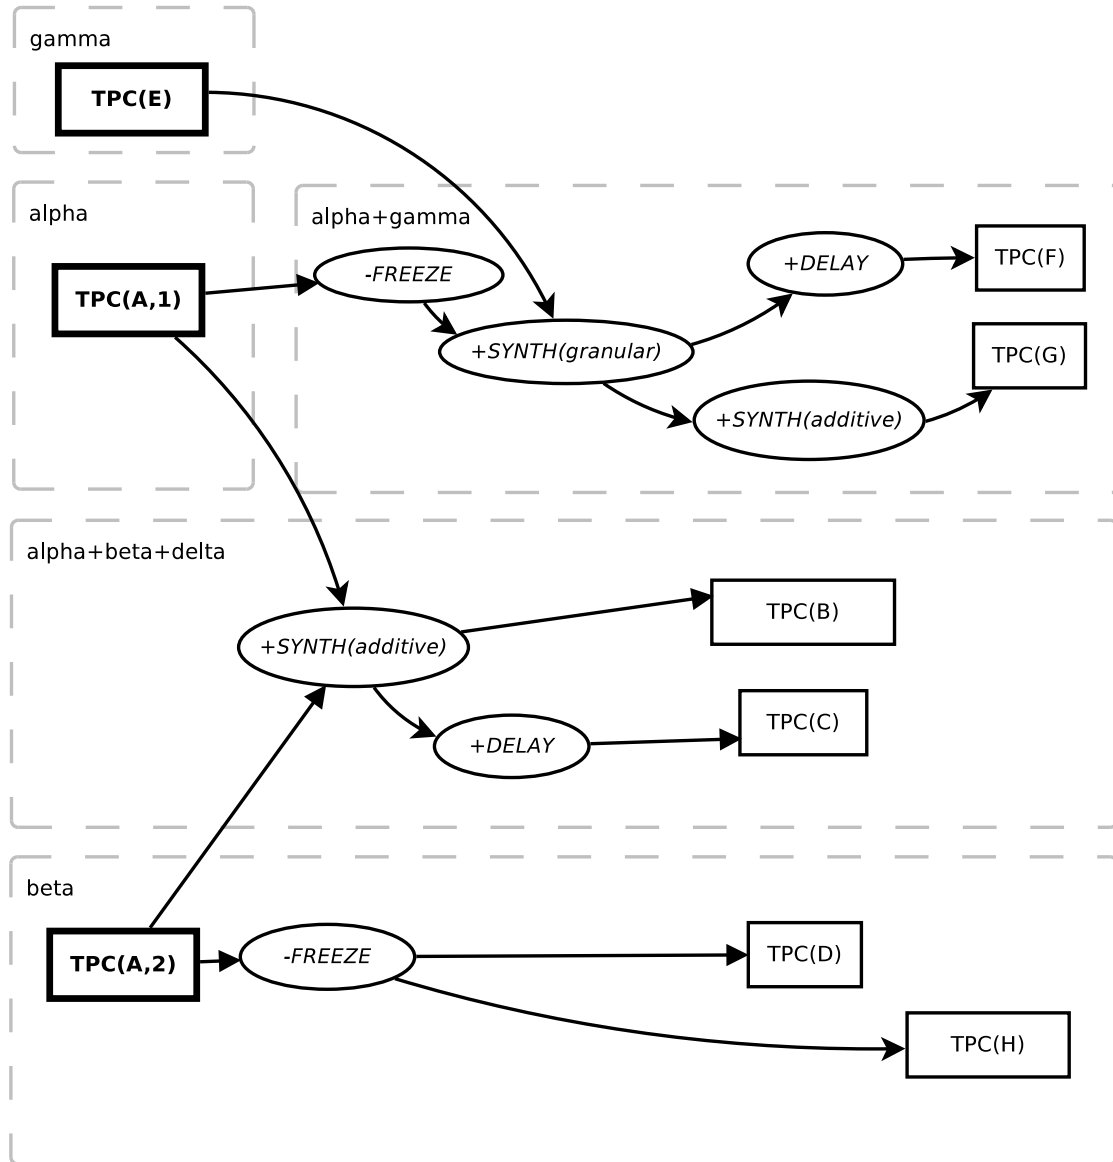 gamma
TPC(E)
alpha
TPC(A,1)
alpha+gamma
-FREEZE
+SYNTH(granular)
+DELAY
TPC(F)
TPC(G)
+SYNTH(additive)
alpha+beta+delta
+SYNTH(additive)
TPC(B)
+DELAY
TPC(C)
beta
TPC(A,2)
-FREEZE
TPC(D)
TPC(H)